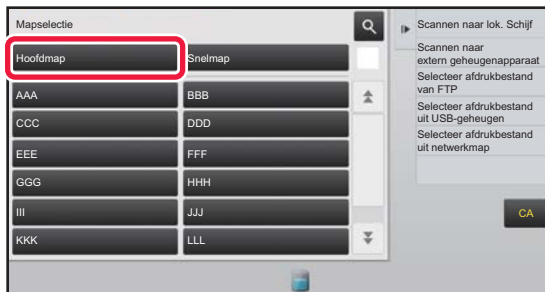 Mapselectie
Hoofdmap
Snelmap
AAA
BBB
CCC
DDD
EEE
FFF
GGG
HHH
III
JJJ
KKK
LLL
Scannen naar lok. Schijf
Scannen naar
extern geheugenapparaat
Selecteer afdrukbestand
van FTP
Selecteer afdrukbestand
uit USB-geheugen
Selecteer afdrukbestand
uit netwerkmap
CA